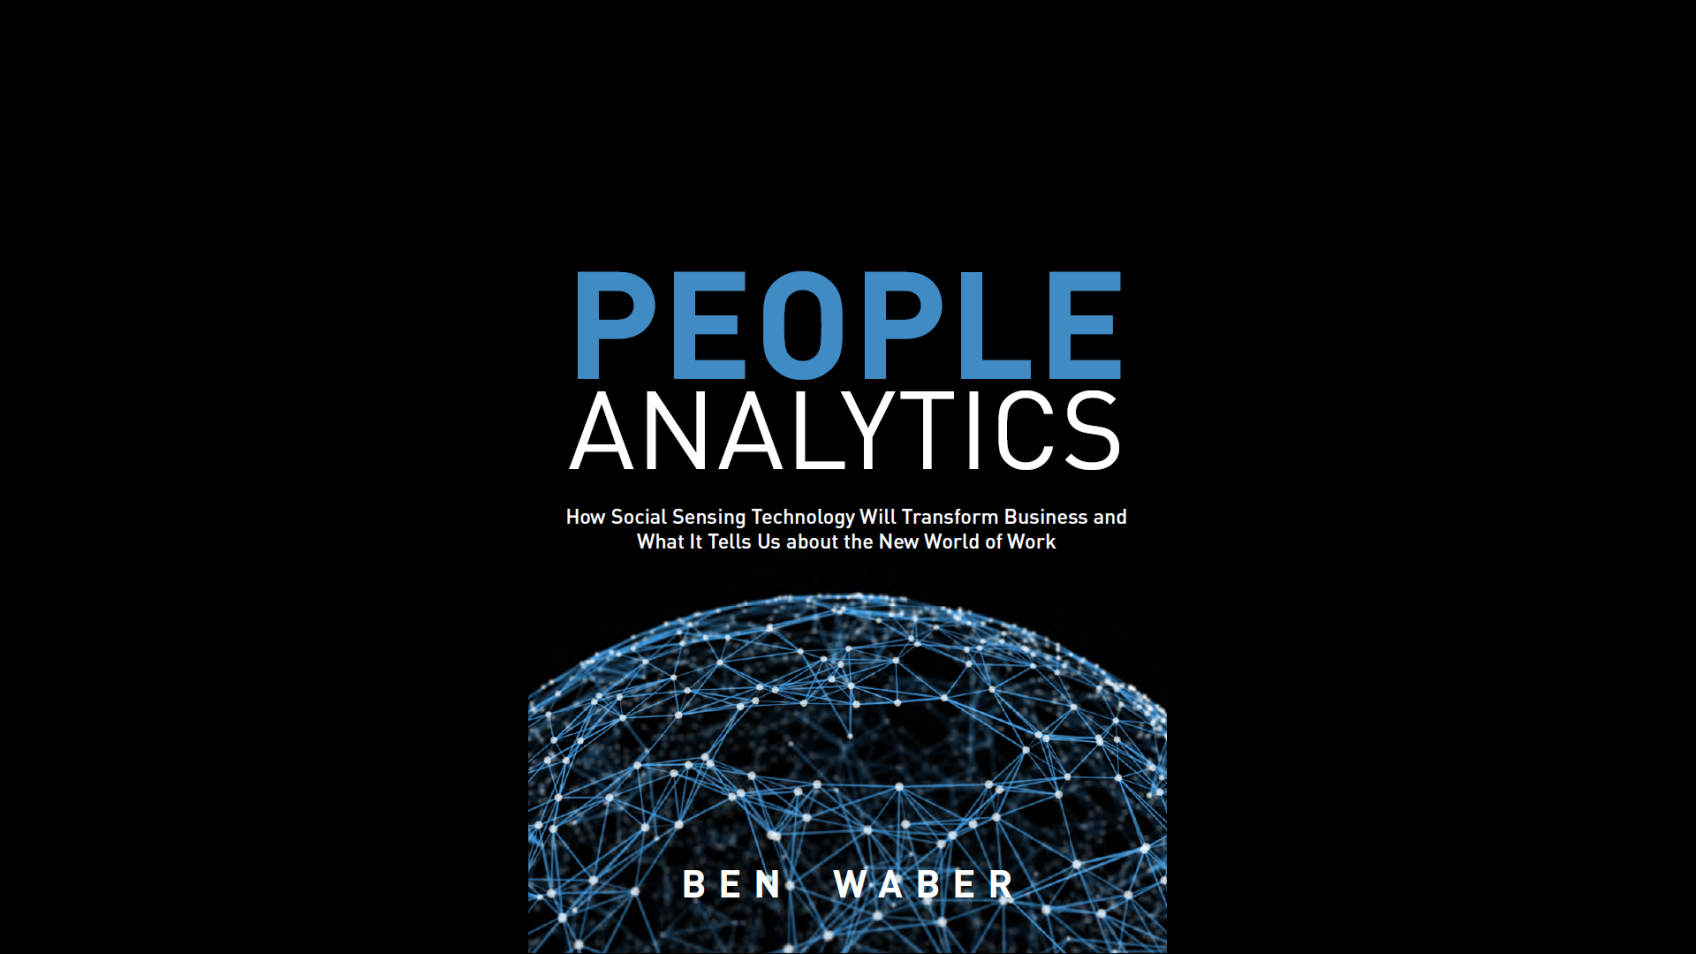 PEOPLE
ANALYTICS
How Social Sensing Technology Will Transform Business and
What It Tells Us about the New World of Work
BEN WABER